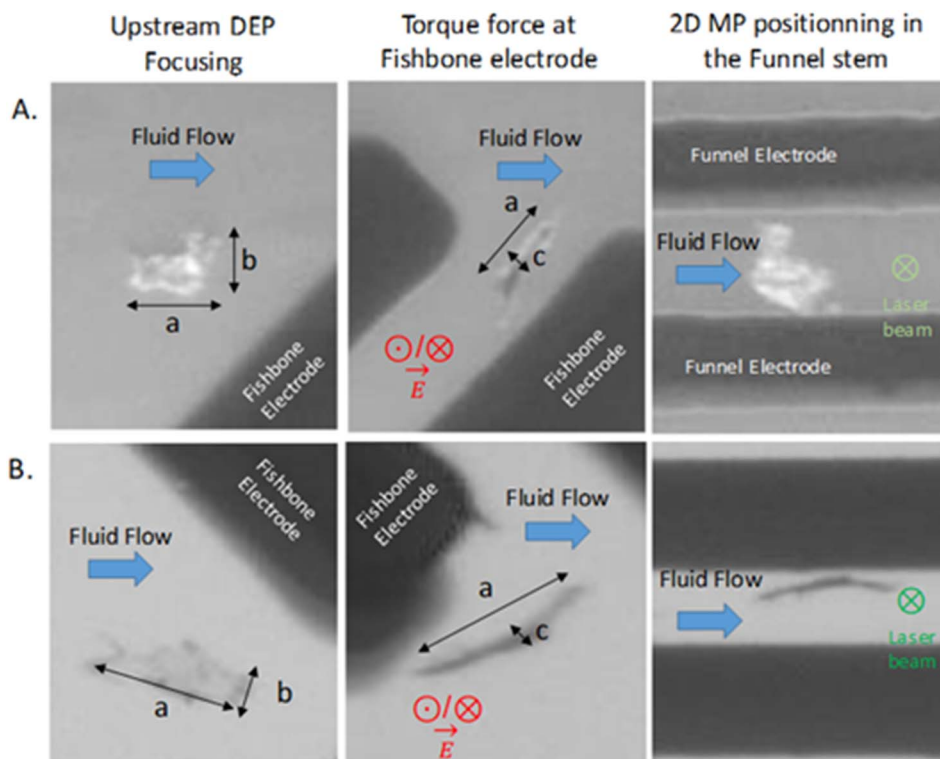 Upstream DEP
Focusing
Torque force at
Fishbone electrode
2D MP positionning in
the Funnel stem
A.
Fluid Flow
a
b
Fishbone
Electrode
Fluid Flow
a
c
⊙/⊗
→
E
Fishbone
Electrode
Funnel Electrode
Fluid Flow
⊗
Laser
beam
Funnel Electrode
B.
Fishbone
Electrode
Fluid Flow
a
b
Fishbone
Electrode
Fluid Flow
a
c
⊙/⊗
→
E
Fluid Flow
⊗
Laser
beam